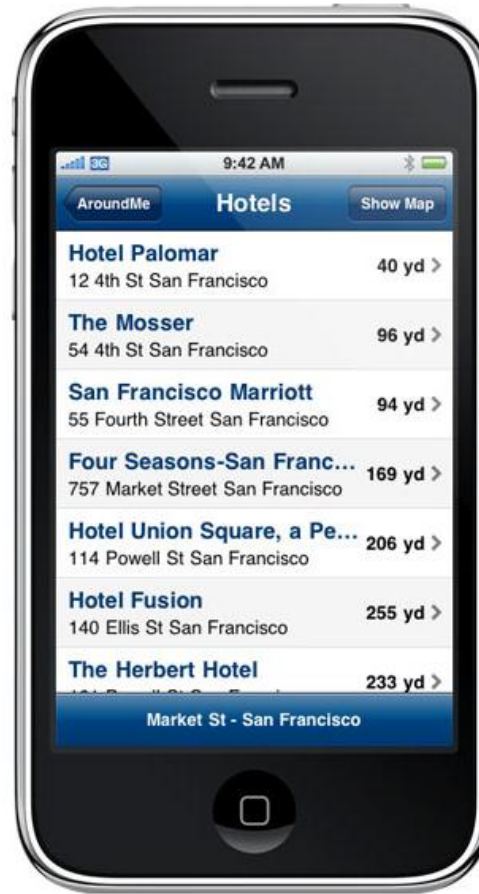 3G 9:42 AM
AroundMe Hotels Show Map
Hotel Palomar
12 4th St San Francisco
40 yd
The Mosser
54 4th St San Francisco
96 yd
San Francisco Marriott
55 Fourth Street San Francisco
94 yd
Four Seasons-San Franc...
757 Market Street San Francisco
169 yd
Hotel Union Square, a Pe...
114 Powell St San Francisco
206 yd
Hotel Fusion
140 Ellis St San Francisco
255 yd
The Herbert Hotel
233 yd
Market St - San Francisco